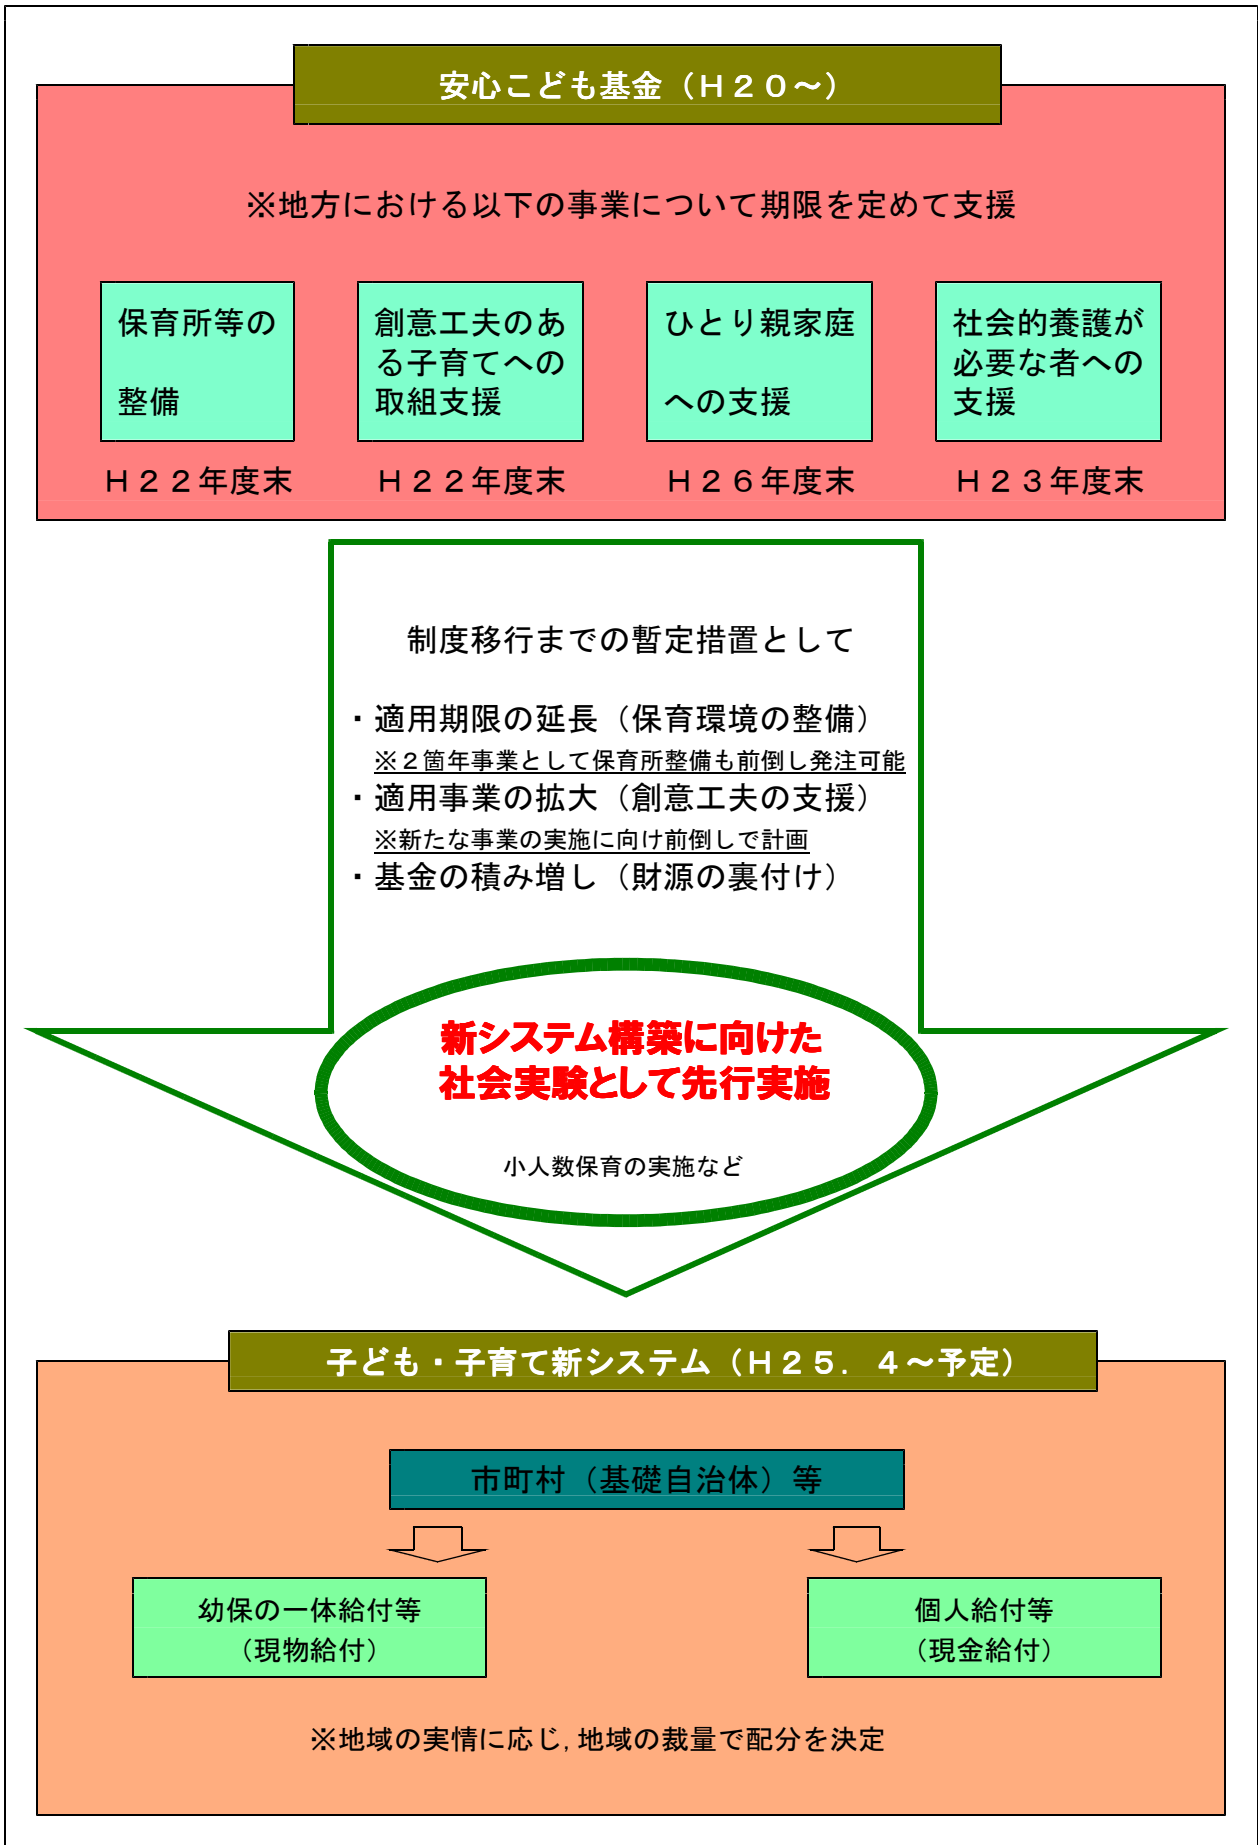 安心こども基金（Ｈ２０～）
※地方における以下の事業について期限を定めて支援
保育所等の
整備
創意工夫のあ
る子育てへの
取組支援
ひとり親家庭
への支援
社会的養護が
必要な者への
支援
Ｈ２２年度末
Ｈ２２年度末
Ｈ２６年度末
Ｈ２３年度末
制度移行までの暫定措置として
・適用期限の延長（保育環境の整備）
※２箇年事業として保育所整備も前倒し発注可能
・適用事業の拡大（創意工夫の支援）
※新たな事業の実施に向け前倒しで計画
・基金の積み増し（財源の裏付け）
新システム構築に向けた
社会実験として先行実施
小人数保育の実施など
子ども・子育て新システム（Ｈ２５．４～予定）
市町村（基礎自治体）等
幼保の一体給付等
（現物給付）
個人給付等
（現金給付）
※地域の実情に応じ,地域の裁量で配分を決定